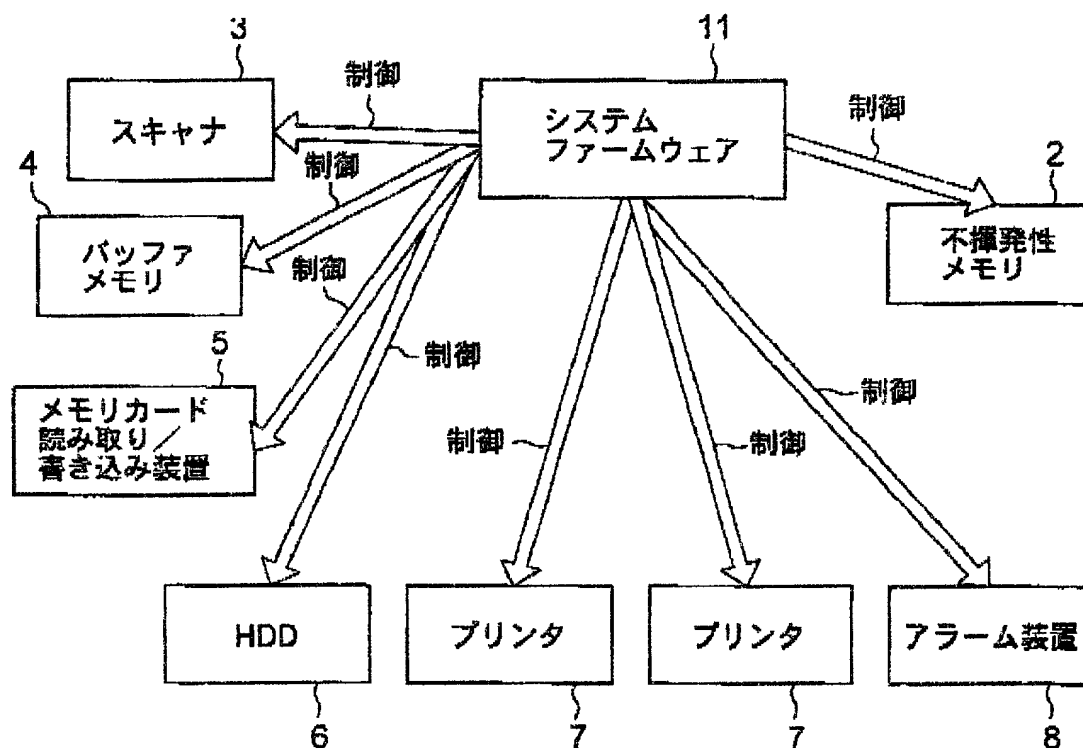 3
11
制御
スキャナ
システム
ファームウェア
制御
2
4
制御
バッファ
メモリ
不揮発性
メモリ
制御
5
制御
メモリカード
読み取り／
書き込み装置
制御
制御
制御
HDD
プリンタ
プリンタ
アラーム装置
6
7
7
8